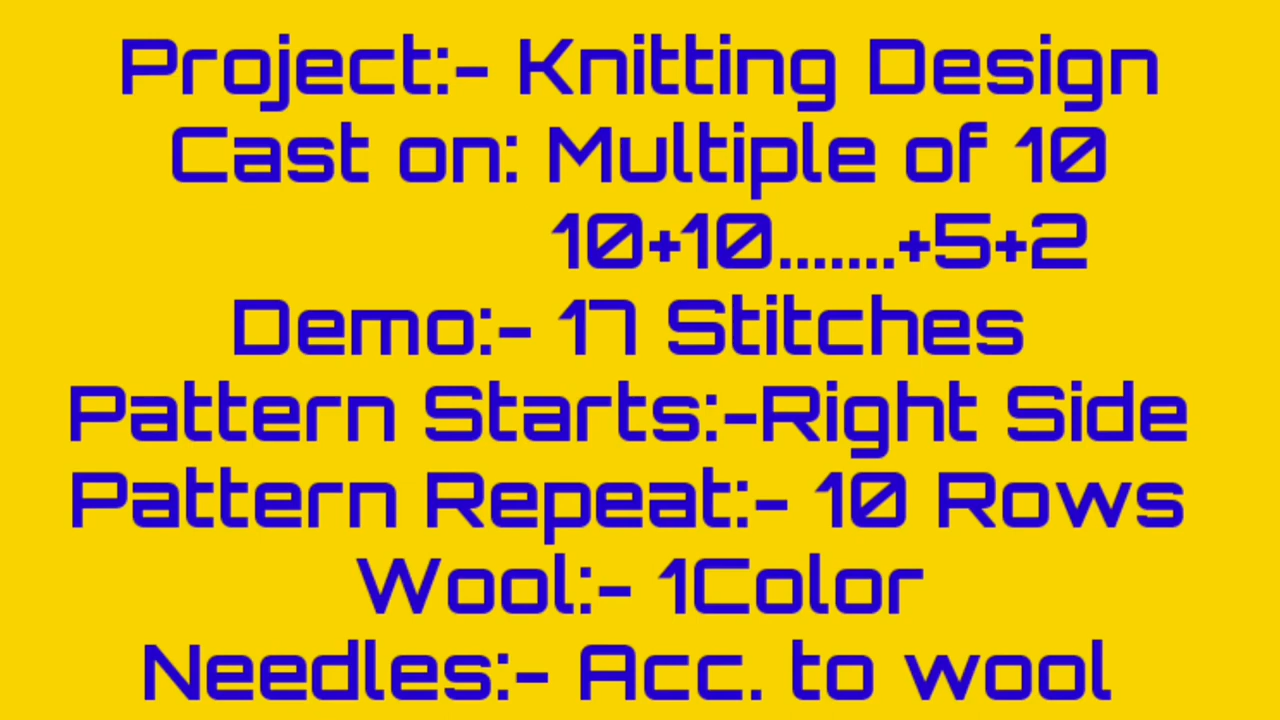 Project:- Knitting Design
Cast on: Multiple of 10
10+10........+5+2
Demo:- 17 Stitches
Pattern Starts:-Right Side
Pattern Repeat:- 10 Rows
Wool:- 1Color
Needles:- Acc. to wool